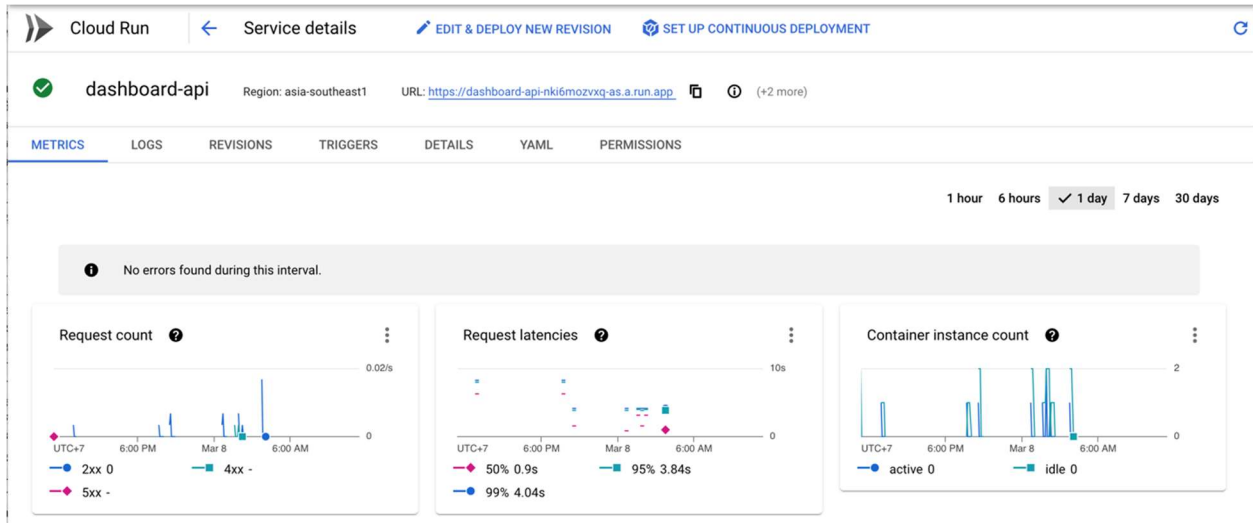 Cloud Run
Service details
EDIT & DEPLOY NEW REVISION
SET UP CONTINUOUS DEPLOYMENT
dashboard-api
Region: asia-southeast1
URL: https://dashboard-api-nki6mozvxq-as.a.run.app
(+2 more)
METRICS LOGS REVISIONS TRIGGERS DETAILS YAML PERMISSIONS
1 hour 6 hours 1 day 7 days 30 days
No errors found during this interval.
Request count
0.02/s
0
UTC+7 6:00 PM Mar 8 6:00 AM
2xx 0 4xx -
5xx -
Request latencies
10s
0
UTC+7 6:00 PM Mar 8 6:00 AM
50% 0.9s 95% 3.84s
99% 4.04s
Container instance count
2
0
UTC+7 6:00 PM Mar 8 6:00 AM
active 0 idle 0